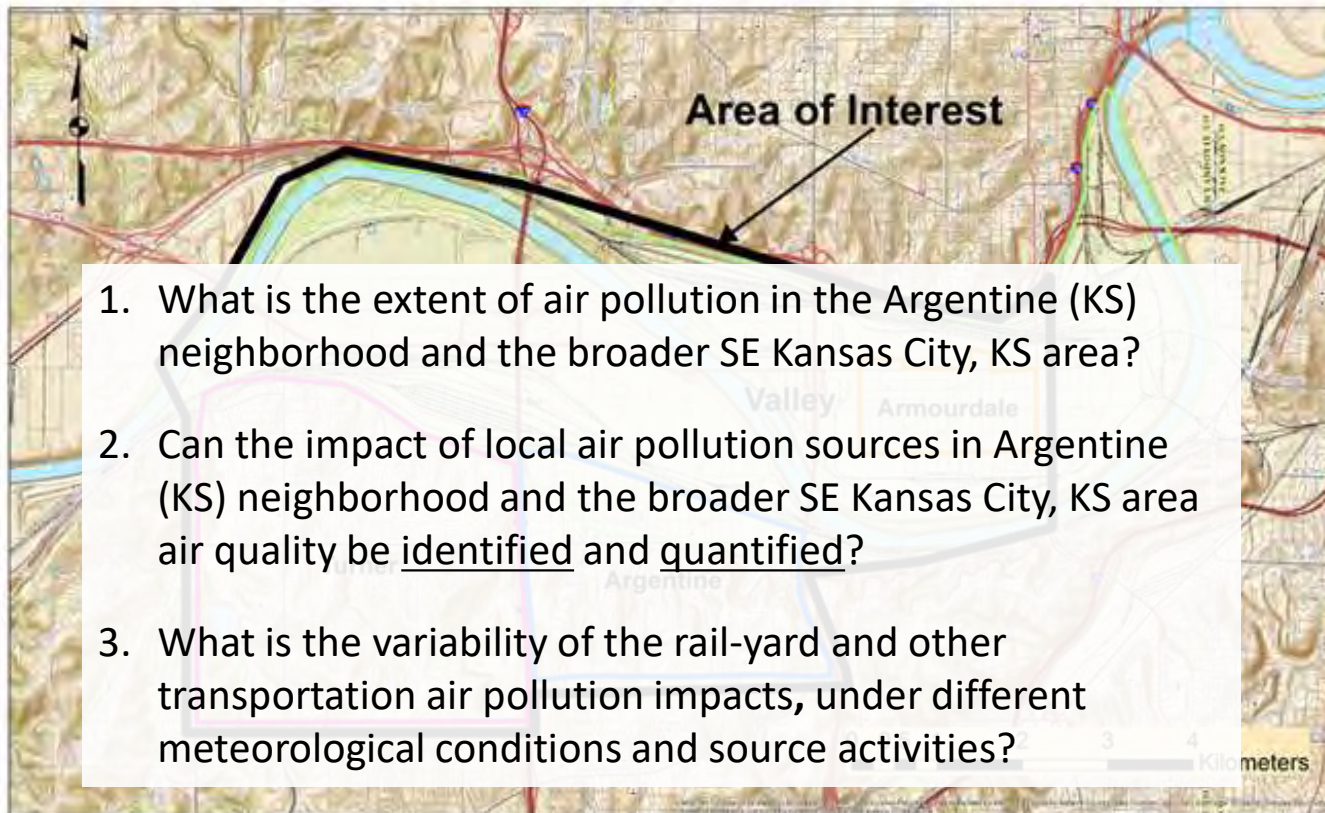 N
Area of Interest
1. What is the extent of air pollution in the Argentine (KS)
neighborhood and the broader SE Kansas City, KS area?
Valley
Armourdale
2. Can the impact of local air pollution sources in Argentine
(KS) neighborhood and the broader SE Kansas City, KS area
air quality be identified and quantified?
Turner
Argentine
3. What is the variability of the rail-yard and other
transportation air pollution impacts, under different
meteorological conditions and source activities?
2 3 4
Kilometers